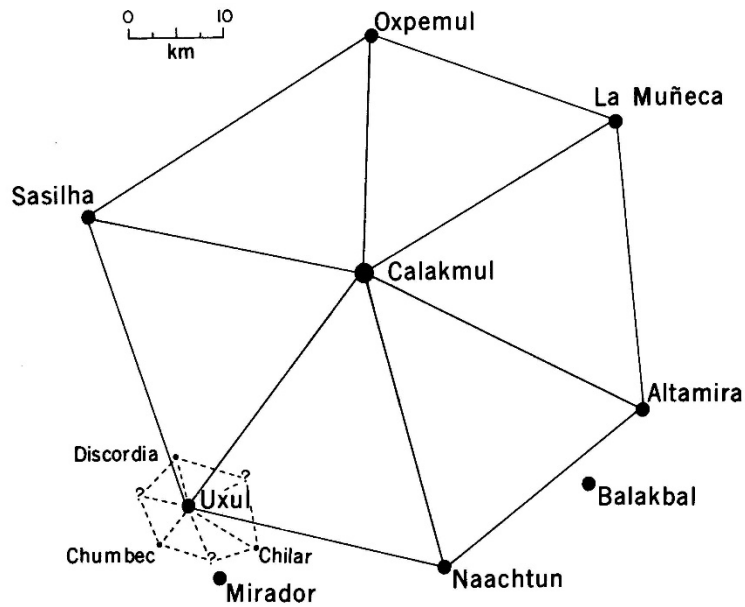 0 10
km
Oxpemul
La Muñeca
Sasilha
Calakmul
Altamira
Discordia
?
?
Uxul
Balakbal
Chumbec
?
Chilar
Mirador
Naachtun